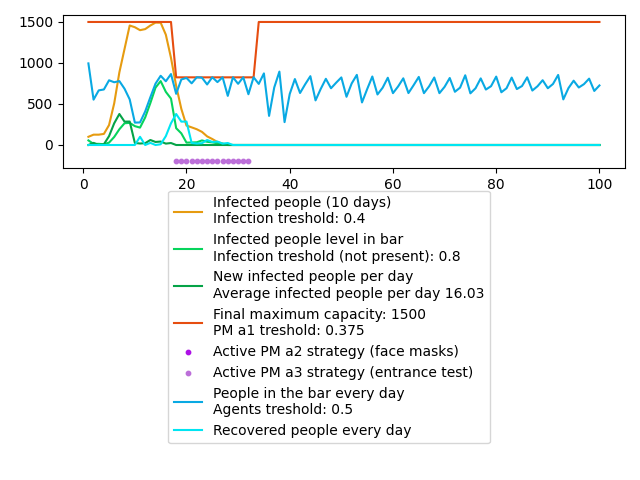 1500
1000
500
0
0
20
40
60
80
100
Infected people (10 days)
Infection treshold: 0.4
Infected people level in bar
Infection treshold (not present): 0.8
New infected people per day
Average infected people per day 16.03
Final maximum capacity: 1500
PM a1 treshold: 0.375
Active PM a2 strategy (face masks)
Active PM a3 strategy (entrance test)
People in the bar every day
Agents treshold: 0.5
Recovered people every day